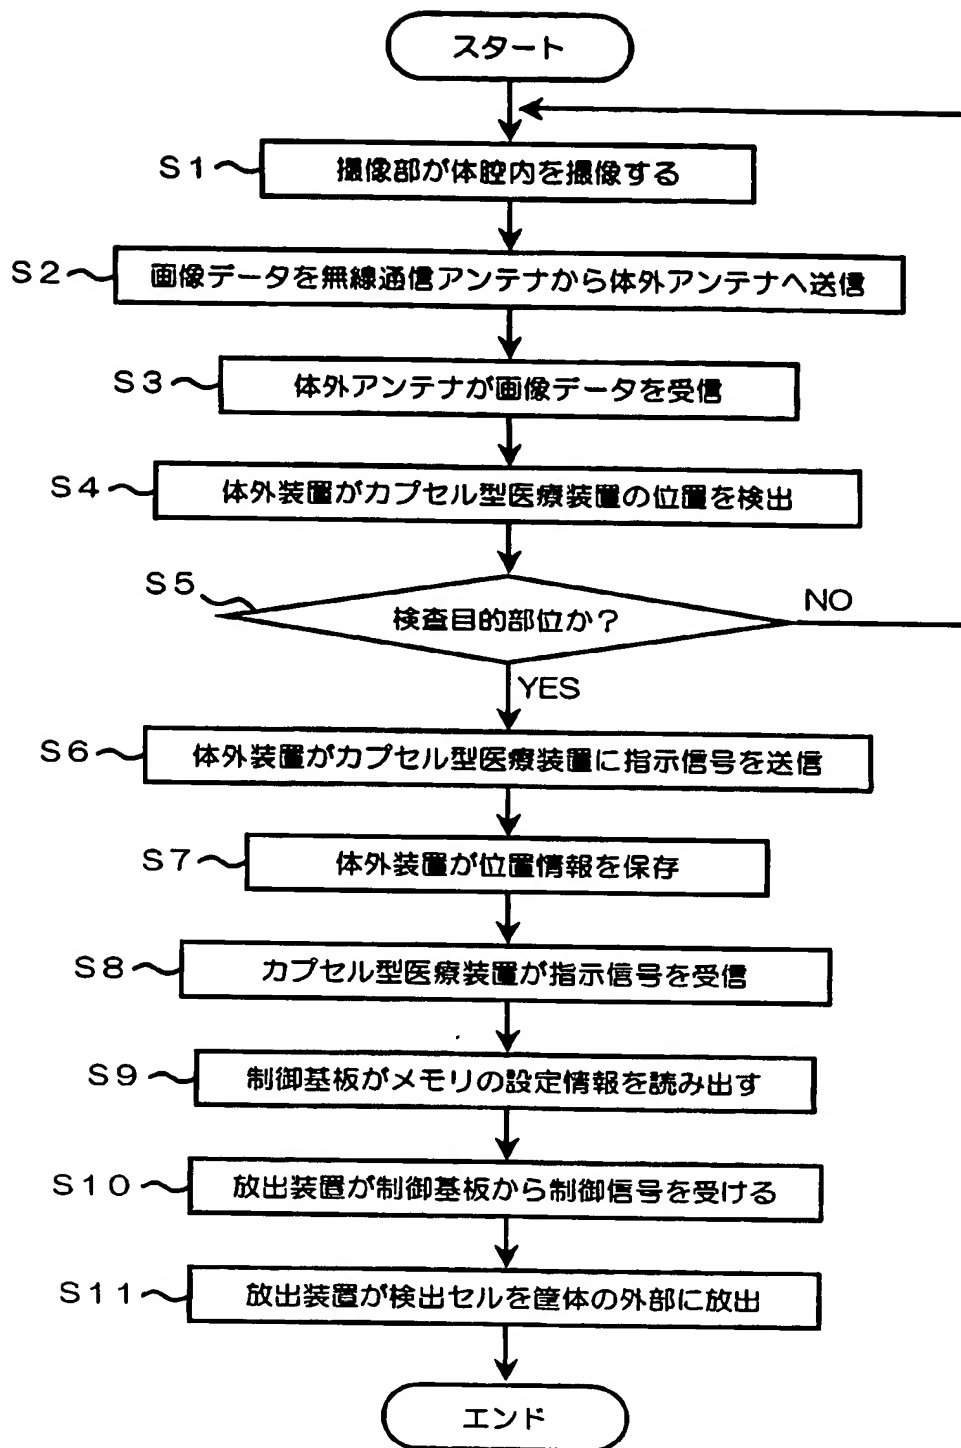 スタート
S1 撮像部が体腔内を撮像する
S2 画像データを無線通信アンテナから体外アンテナへ送信
S3 体外アンテナが画像データを受信
S4 体外装置がカプセル型医療装置の位置を検出
S5 検査目的部位か？ NO
YES
S6 体外装置がカプセル型医療装置に指示信号を送信
S7 体外装置が位置情報を保存
S8 カプセル型医療装置が指示信号を受信
S9 制御基板がメモリの設定情報を読み出す
S10 放出装置が制御基板から制御信号を受ける
S11 放出装置が検出セルを筐体の外部に放出
エンド